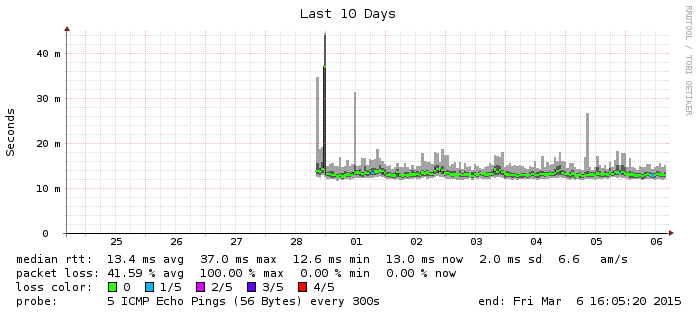 Last 10 Days
RRDTOOL / TOBI OETIKER
Seconds
40 m
30 m
20 m
10 m
0
25 26 27 28 01 02 03 04 05 06
median rtt: 13.4 ms avg 37.0 ms max 12.6 ms min 13.0 ms now 2.0 ms sd 6.6 am/s
packet loss: 41.59 % avg 100.00 % max 0.00 % min 0.00 % now
loss color: 0 1/5 2/5 3/5 4/5
probe: 5 ICMP Echo Pings (56 Bytes) every 300s end: Fri Mar 6 16:05:20 2015